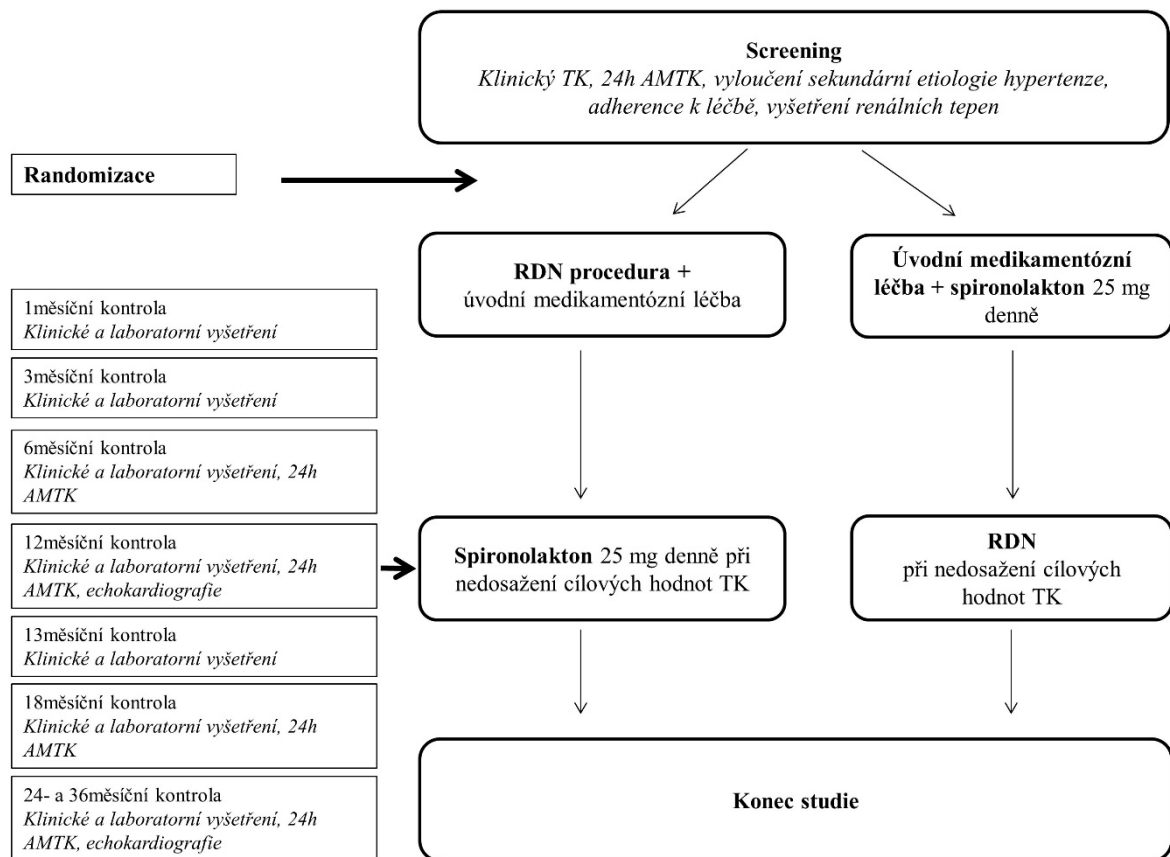 Screening
Klinický TK, 24h AMTK, vyloučení sekundární etiologie hypertenze,
adherence k léčbě, vyšetření renálních tepen
Randomizace
RDN procedura +
úvodní medikamentózní léčba
Úvodní medikamentózní
léčba + spironolakton 25 mg
denně
1měsíční kontrola
Klinické a laboratorní vyšetření
3měsíční kontrola
Klinické a laboratorní vyšetření
6měsíční kontrola
Klinické a laboratorní vyšetření, 24h
AMTK
12měsíční kontrola
Klinické a laboratorní vyšetření, 24h
AMTK, echokardiografie
Spironolakton 25 mg denně při
nedosažení cílových hodnot TK
RDN
při nedosažení cílových
hodnot TK
13měsíční kontrola
Klinické a laboratorní vyšetření
18měsíční kontrola
Klinické a laboratorní vyšetření, 24h
AMTK
24- a 36měsíční kontrola
Klinické a laboratorní vyšetření, 24h
AMTK, echokardiografie
Konec studie